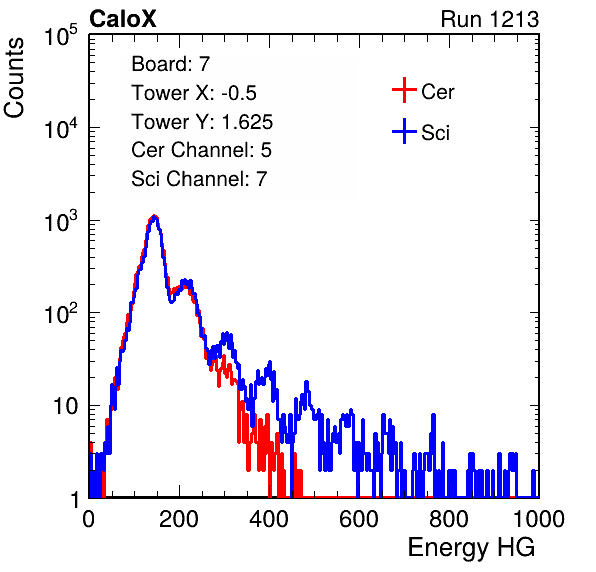 CaloX Run 1213
Counts
Board: 7
Tower X: -0.5
Tower Y: 1.625
Cer Channel: 5
Sci Channel: 7
Cer
Sci
10^5
10^4
10^3
10^2
10
1
0 200 400 600 800 1000
Energy HG